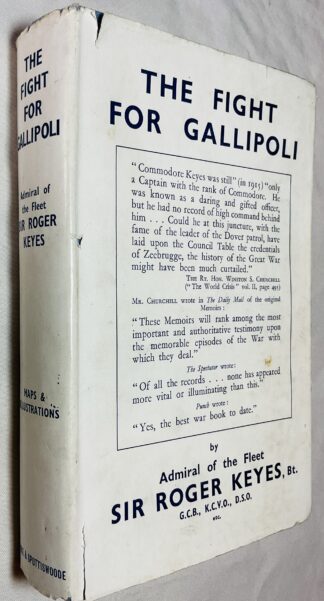 THE
FIGHT
FOR
GALLIPOLI
Admiral of
the Fleet
SIR ROGER
KEYES
MAPS &
ILLUSTRATIONS
SPOTTISWOODE
THE FIGHT
FOR GALLIPOLI
"Commodore Keyes was still" (in 1915) "only
a Captain with the rank of Commodore. He
was known as a daring and gifted officer,
but he had no record of high command behind
him . . . Could he at this juncture, with the
fame of the leader of the Dover patrol, have
laid upon the Council Table the credentials
of Zeebrugge, the history of the Great War
might have been much curtailed."
THE RT. HON. WINSTON S. CHURCHILL
("The World Crisis" vol. II, page
MR. CHURCHILL wrote in The Daily Mail of the original
Memoirs:
"These Memoirs will rank among the most
important and authoritative testimony upon
the memorable episodes of the War with
which they deal."
The Spectator wrote:
"Of all the records . . . none has appeared
more vital or illuminating than this."
Punch wrote:
"Yes, the best war book to date."
by
Admiral of the Fleet
SIR ROGER KEYES, Bt.
G.C.B., K.C.V.O., D.S.O.
etc.